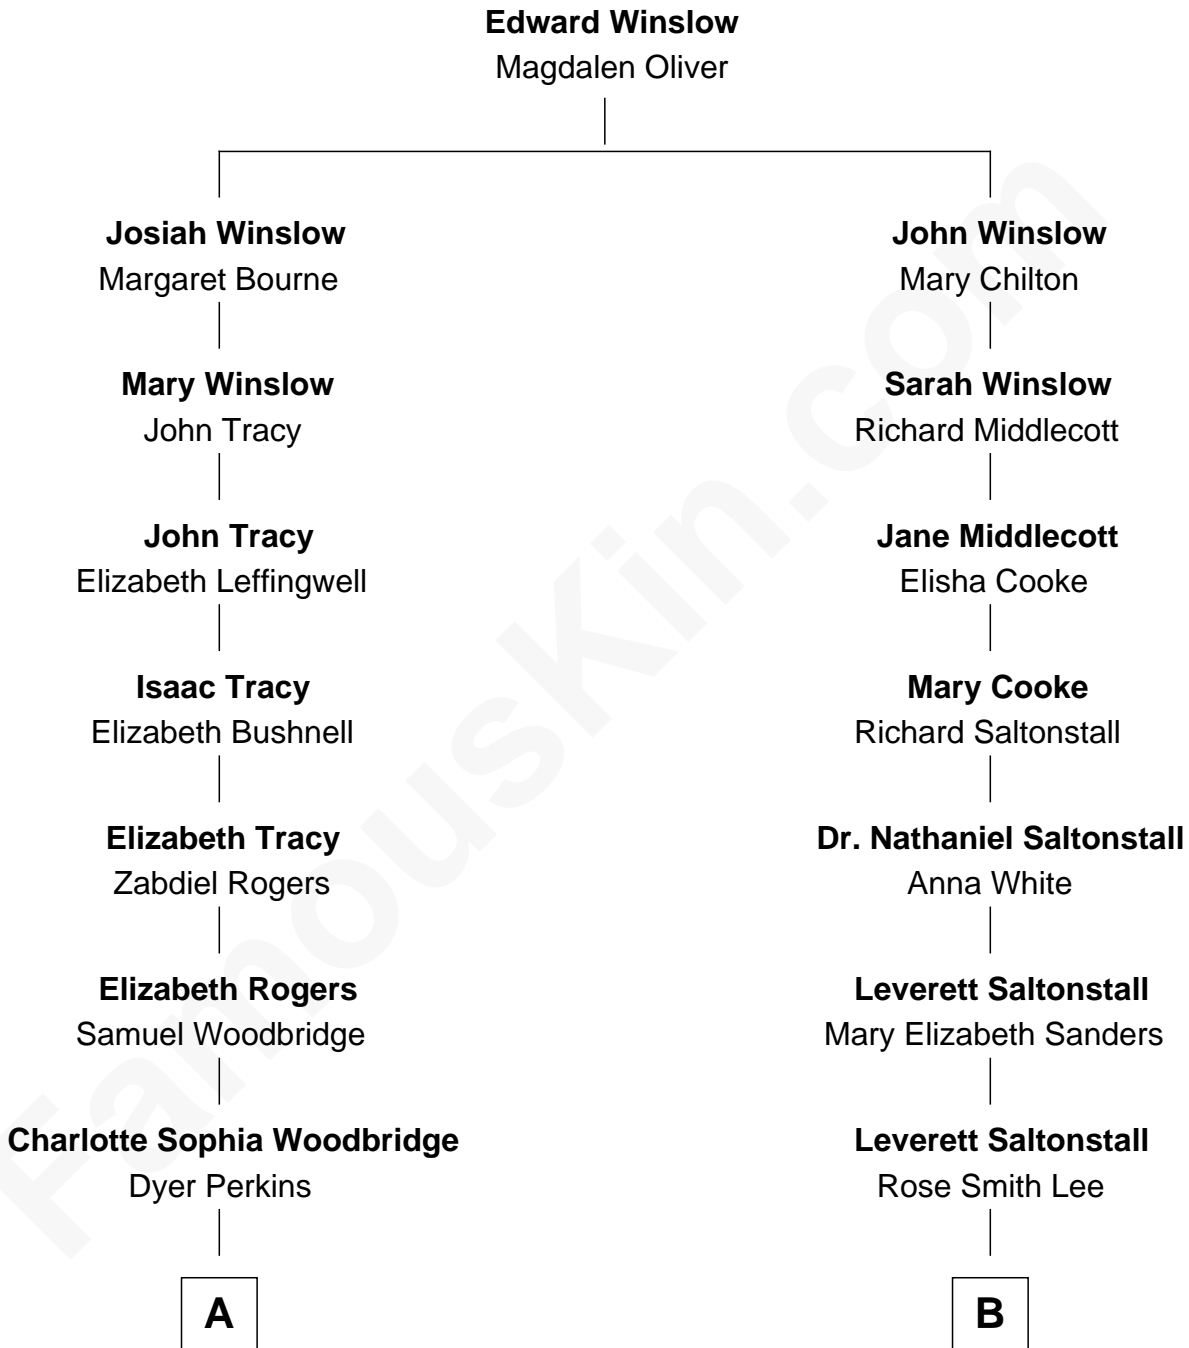 Edward Winslow
Magdalen Oliver
Josiah Winslow
Margaret Bourne
John Winslow
Mary Chilton
Mary Winslow
John Tracy
Sarah Winslow
Richard Middlecott
John Tracy
Elizabeth Leffingwell
Jane Middlecott
Elisha Cooke
Isaac Tracy
Elizabeth Bushnell
Mary Cooke
Richard Saltonstall
Elizabeth Tracy
Zabdiel Rogers
Dr. Nathaniel Saltonstall
Anna White
Elizabeth Rogers
Samuel Woodbridge
Leverett Saltonstall
Mary Elizabeth Sanders
Charlotte Sophia Woodbridge
Dyer Perkins
Leverett Saltonstall
Rose Smith Lee
A
B
FamousKin.com